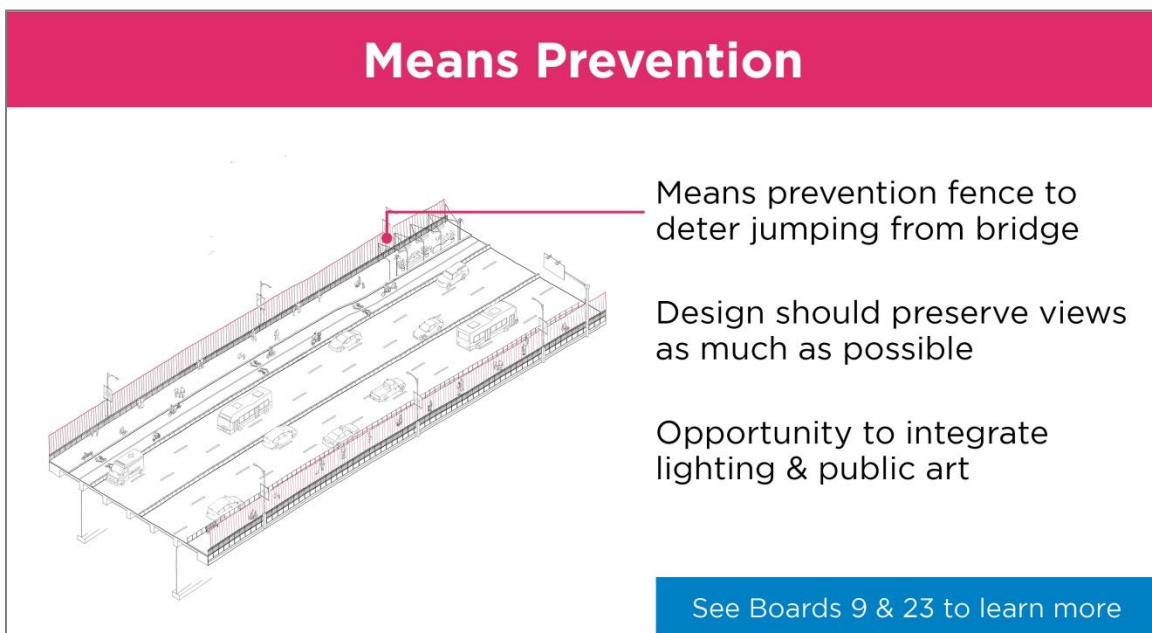 Means Prevention
Means prevention fence to
deter jumping from bridge
Design should preserve views
as much as possible
Opportunity to integrate
lighting & public art
See Boards 9 & 23 to learn more